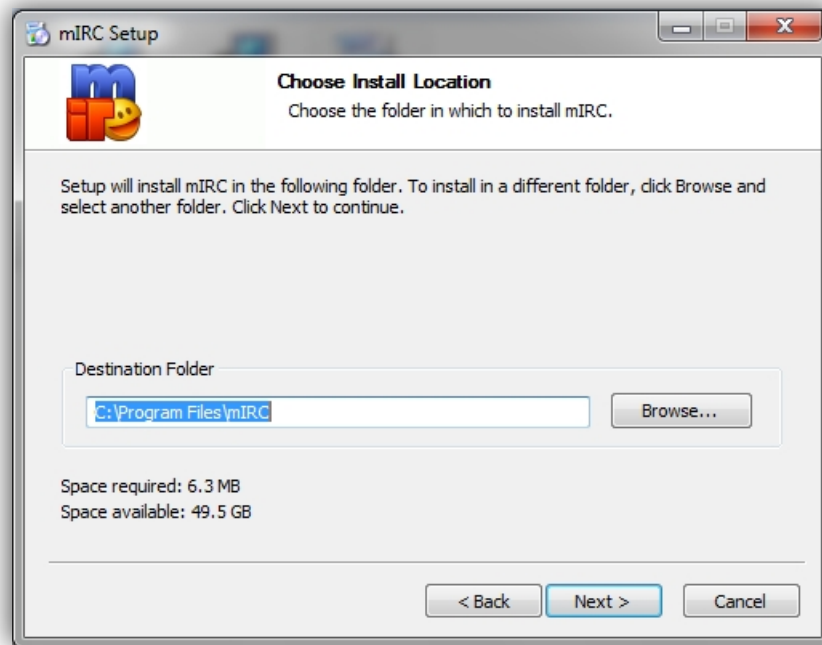 mIRC Setup
mirc
Choose Install Location
Choose the folder in which to install mIRC.
Setup will install mIRC in the following folder. To install in a different folder, click Browse and
select another folder. Click Next to continue.
Destination Folder
C:\Program Files\mIRC
Browse...
Space required: 6.3 MB
Space available: 49.5 GB
< Back
Next >
Cancel